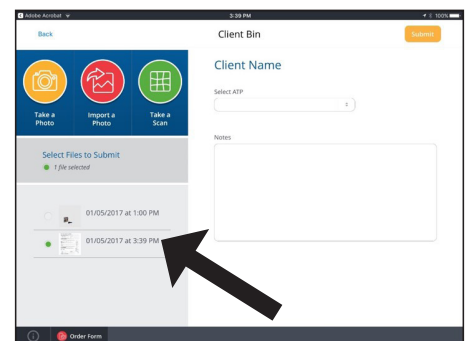 Adobe Acrobat
3:39 PM
100%
Back
Client Bin
Submit
Client Name
Select ATP
Take a
Photo
Import a
Photo
Take a
Scan
Notes
Select Files to Submit
1 file selected
01/05/2017 at 1:00 PM
01/05/2017 at 3:39 PM
Order Form